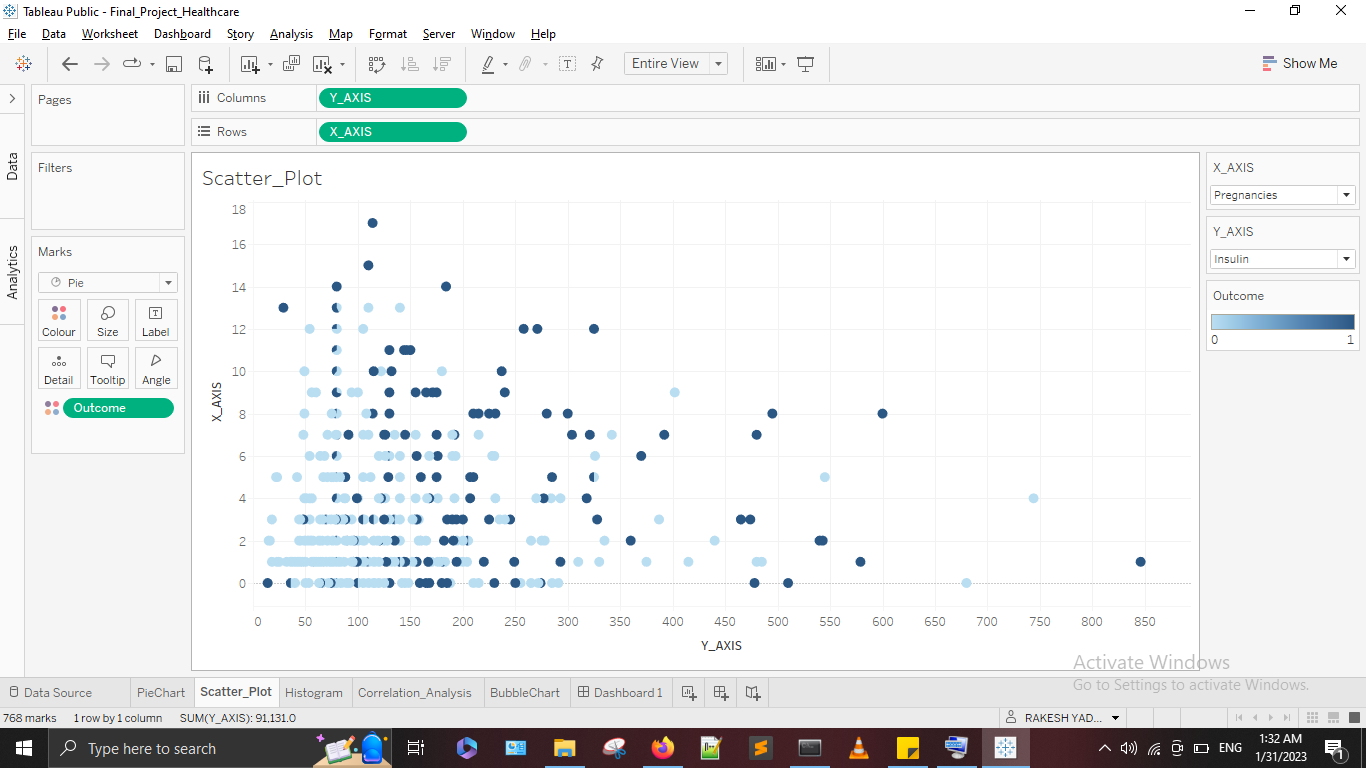 Tableau Public - Final_Project_Healthcare
File Data Worksheet Dashboard Story Analysis Map Format Server Window Help
Entire View
Show Me
Pages
Columns Y_AXIS
Rows X_AXIS
Data
Analytics
Filters
Marks
Pie
Colour Size Label
Detail Tooltip Angle
Outcome
Scatter_Plot
X_AXIS
18
16
14
12
10
8
6
4
2
0
0 50 100 150 200 250 300 350 400 450 500 550 600 650 700 750 800 850
Y_AXIS
X_AXIS
Pregnancies
Y_AXIS
Insulin
Outcome
0 1
Activate Windows
Go to Settings to activate Windows.
Data Source PieChart Scatter_Plot Histogram Correlation_Analysis BubbleChart Dashboard 1
768 marks 1 row by 1 column SUM(Y_AXIS): 91,131.0
RAKESH YAD...
Type here to search
ENG
1:32 AM
1/31/2023
1